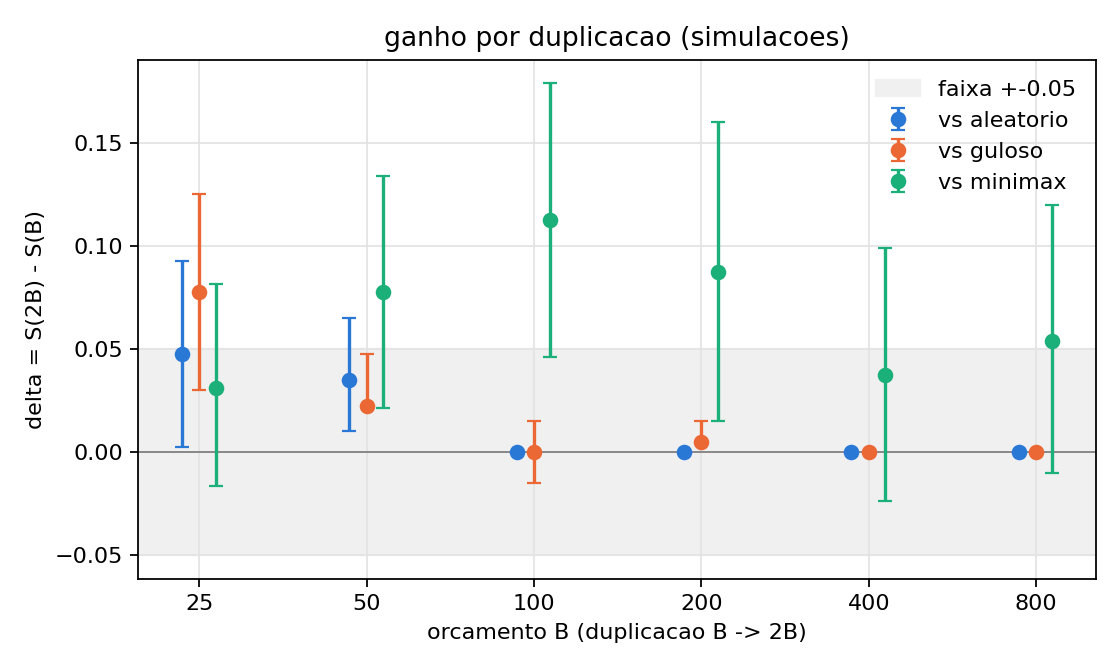 ganho por duplicacao (simulacoes)
faixa +-0.05
vs aleatorio
vs guloso
vs minimax
delta = S(2B) - S(B)
0.15
0.10
0.05
0.00
−0.05
25 50 100 200 400 800
orcamento B (duplicacao B -> 2B)